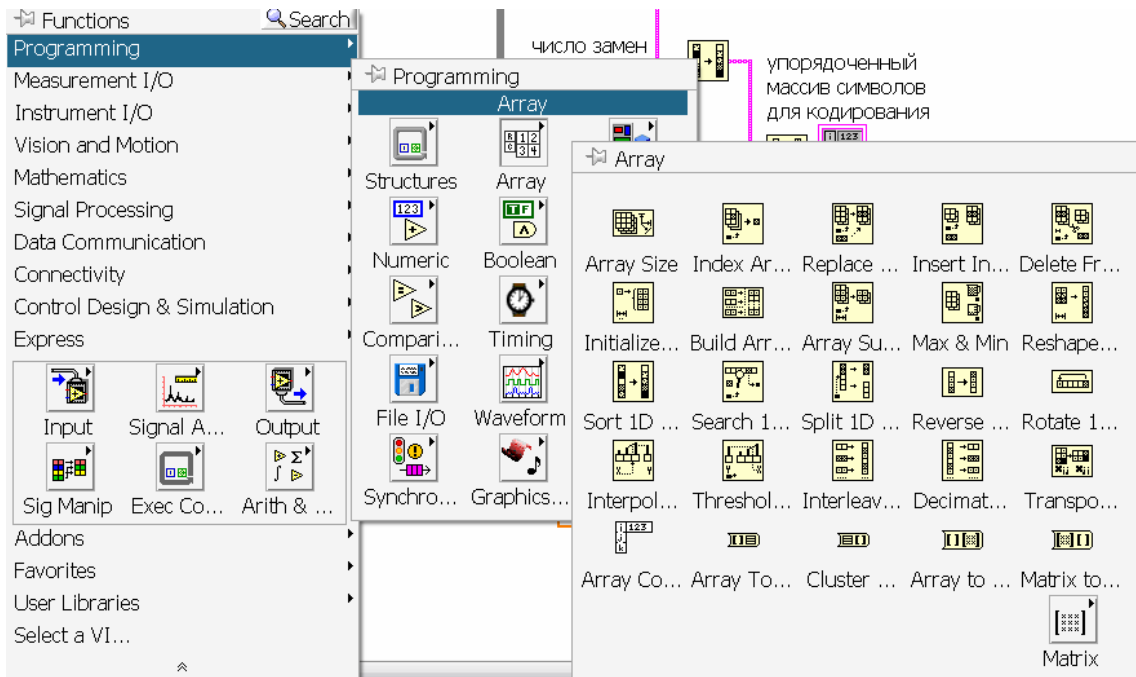 Functions
Search
Programming
Measurement I/O
Instrument I/O
Vision and Motion
Mathematics
Signal Processing
Data Communication
Connectivity
Control Design & Simulation
Express
Input Signal A... Output
Sig Manip Exec Co... Arith & ...
Addons
Favorites
User Libraries
Select a VI...
число замен
упорядоченный
массив символов
для кодирования
Programming
Array
Structures Array
Numeric Boolean
Compari... Timing
File I/O Waveform
Synchro... Graphics...
Array
Array Size Index Ar... Replace ... Insert In... Delete Fr...
Initialize... Build Arr... Array Su... Max & Min Reshape...
Sort 1D ... Search 1... Split 1D ... Reverse ... Rotate 1...
Interpol... Threshol... Interleav... Decimat... Transpo...
Array Co... Array To... Cluster ... Array to ... Matrix to...
Matrix